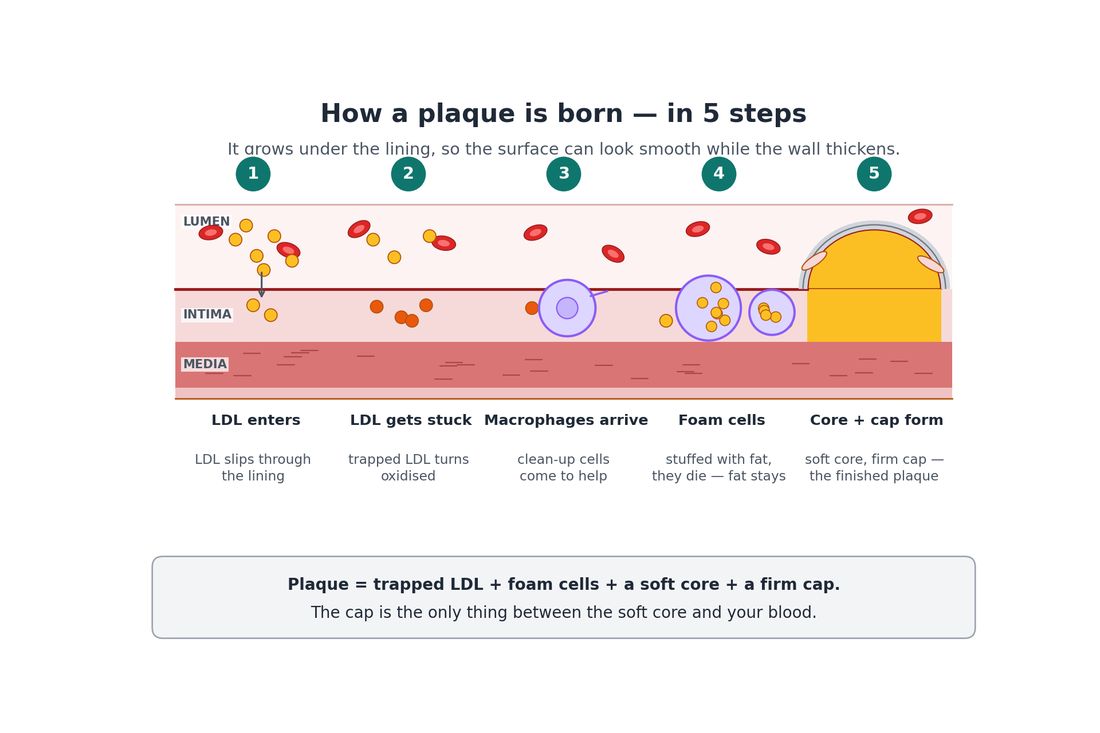 How a plaque is born — in 5 steps
It grows under the lining, so the surface can look smooth while the wall thickens.
1 2 3 4 5
LUMEN
INTIMA
MEDIA
LDL enters LDL gets stuck Macrophages arrive Foam cells Core + cap form
LDL slips through trapped LDL turns clean-up cells stuffed with fat, soft core, firm cap —
the lining oxidised come to help they die — fat stays the finished plaque
Plaque = trapped LDL + foam cells + a soft core + a firm cap.
The cap is the only thing between the soft core and your blood.